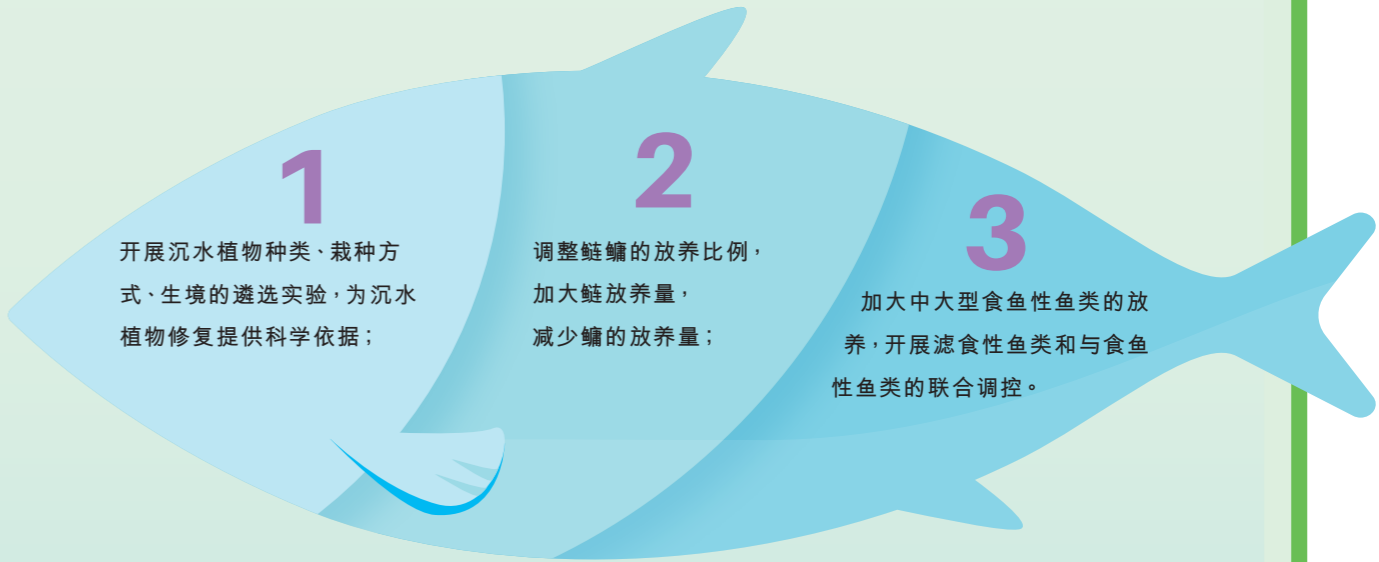 1
开展沉水植物种类、栽种方
式、生境的遴选实验，为沉水
植物修复提供科学依据；
2
调整鲢鳙的放养比例，
加大鲢放养量，
减少鳙的放养量；
3
加大中大型食鱼性鱼类的放
养，开展滤食性鱼类和与食鱼
性鱼类的联合调控。